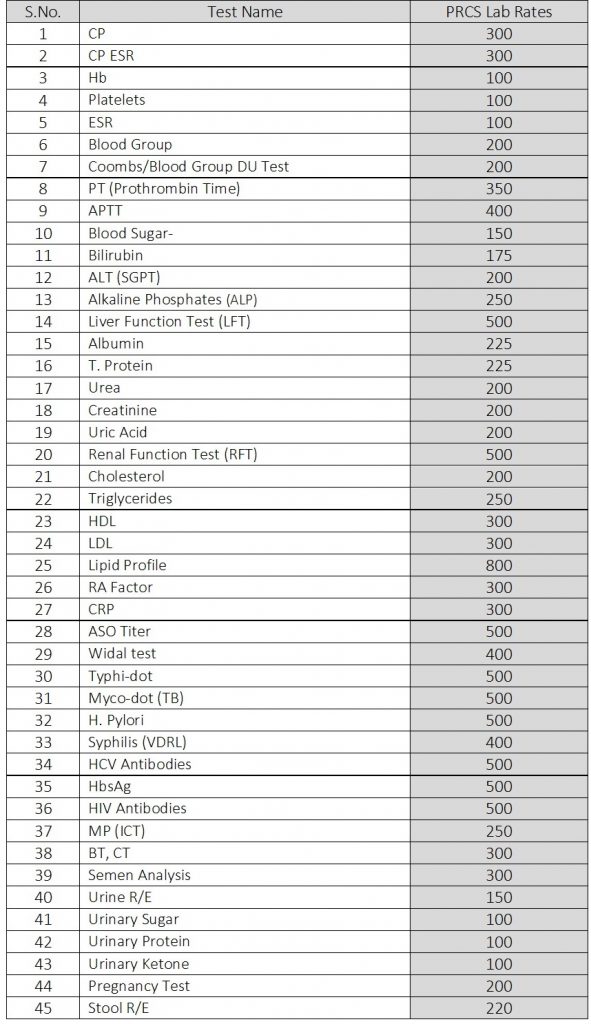 S.No. Test Name PRCS Lab Rates
1 CP 300
2 CP ESR 300
3 Hb 100
4 Platelets 100
5 ESR 100
6 Blood Group 200
7 Coombs/Blood Group DU Test 200
8 PT (Prothrombin Time) 350
9 APTT 400
10 Blood Sugar- 150
11 Bilirubin 175
12 ALT (SGPT) 200
13 Alkaline Phosphates (ALP) 250
14 Liver Function Test (LFT) 500
15 Albumin 225
16 T. Protein 225
17 Urea 200
18 Creatinine 200
19 Uric Acid 200
20 Renal Function Test (RFT) 500
21 Cholesterol 200
22 Triglycerides 250
23 HDL 300
24 LDL 300
25 Lipid Profile 800
26 RA Factor 300
27 CRP 300
28 ASO Titer 500
29 Widal test 400
30 Typhi-dot 500
31 Myco-dot (TB) 500
32 H. Pylori 500
33 Syphilis (VDRL) 400
34 HCV Antibodies 500
35 HbsAg 500
36 HIV Antibodies 500
37 MP (ICT) 250
38 BT, CT 300
39 Semen Analysis 300
40 Urine R/E 150
41 Urinary Sugar 100
42 Urinary Protein 100
43 Urinary Ketone 100
44 Pregnancy Test 200
45 Stool R/E 220